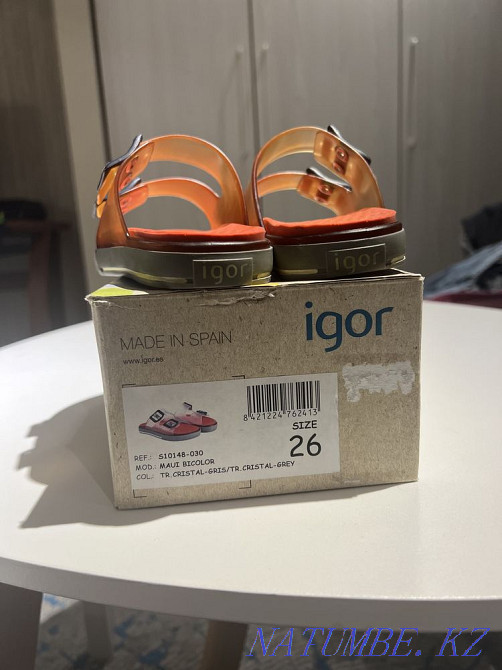 igor
igor
igor
MADE IN SPAIN
www.igor.es
8421224762413
SIZE
26
REF.: S10148-030
MOD.: MAUI BICOLOR
COL.: TR.CRISTAL-GRIS/TR.CRISTAL-GREY
NATUMBE.KZ